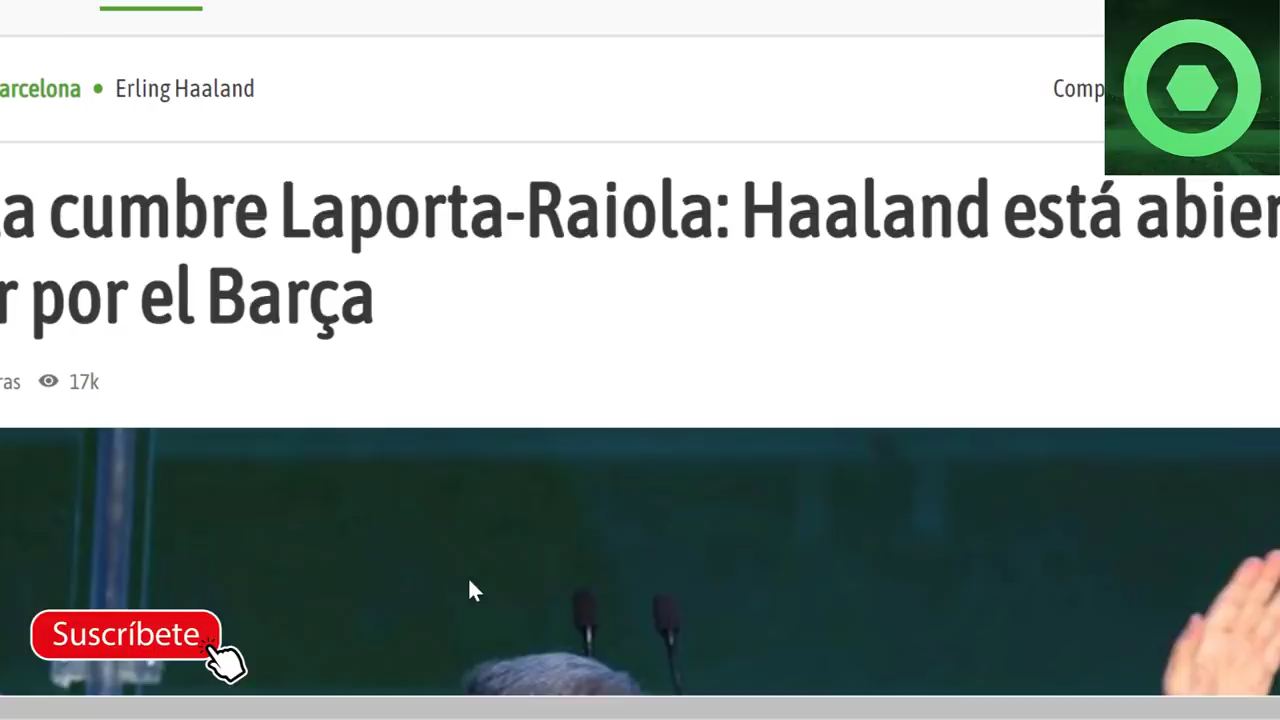 arcelona • Erling Haaland
Comp
a cumbre Laporta-Raiola: Haaland está abier
r por el Barça
ras 17k
Suscríbete